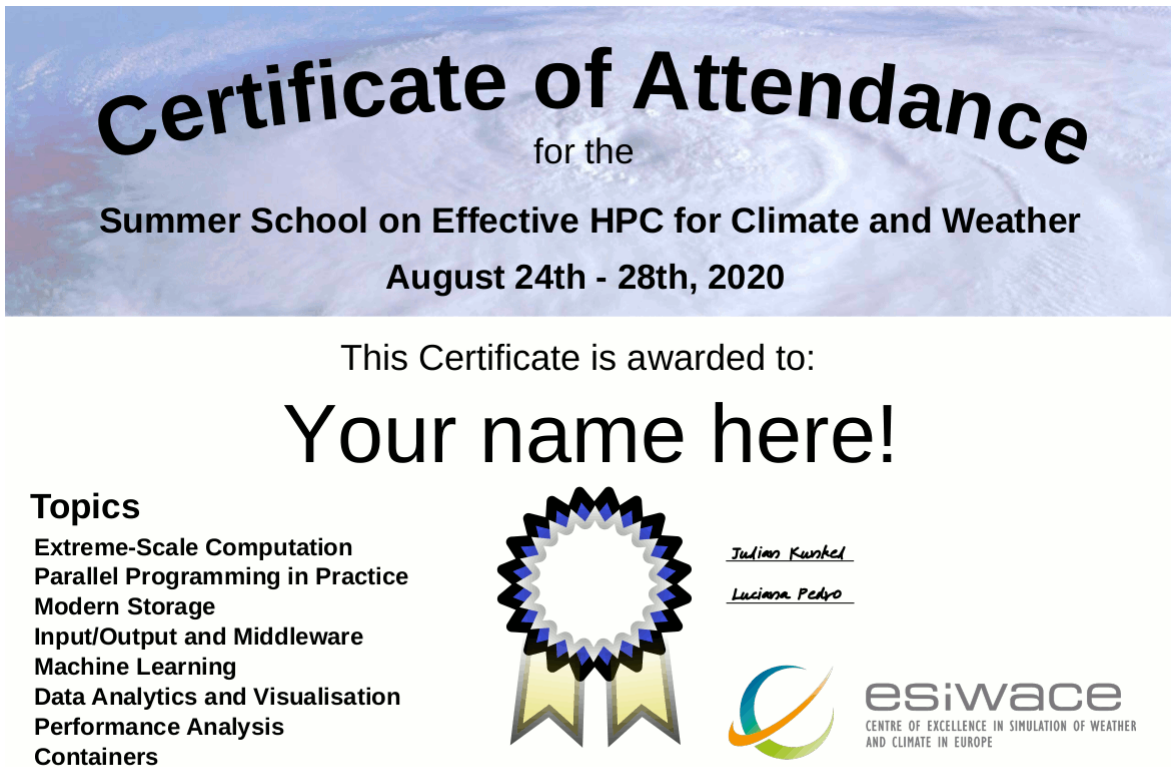 Certificate of Attendance
for the
Summer School on Effective HPC for Climate and Weather
August 24th - 28th, 2020
This Certificate is awarded to:
Your name here!
Topics
Extreme-Scale Computation
Parallel Programming in Practice
Modern Storage
Input/Output and Middleware
Machine Learning
Data Analytics and Visualisation
Performance Analysis
Containers
Julian Kunkel
Luciana Pedro
esiwace
CENTRE OF EXCELLENCE IN SIMULATION OF WEATHER
AND CLIMATE IN EUROPE